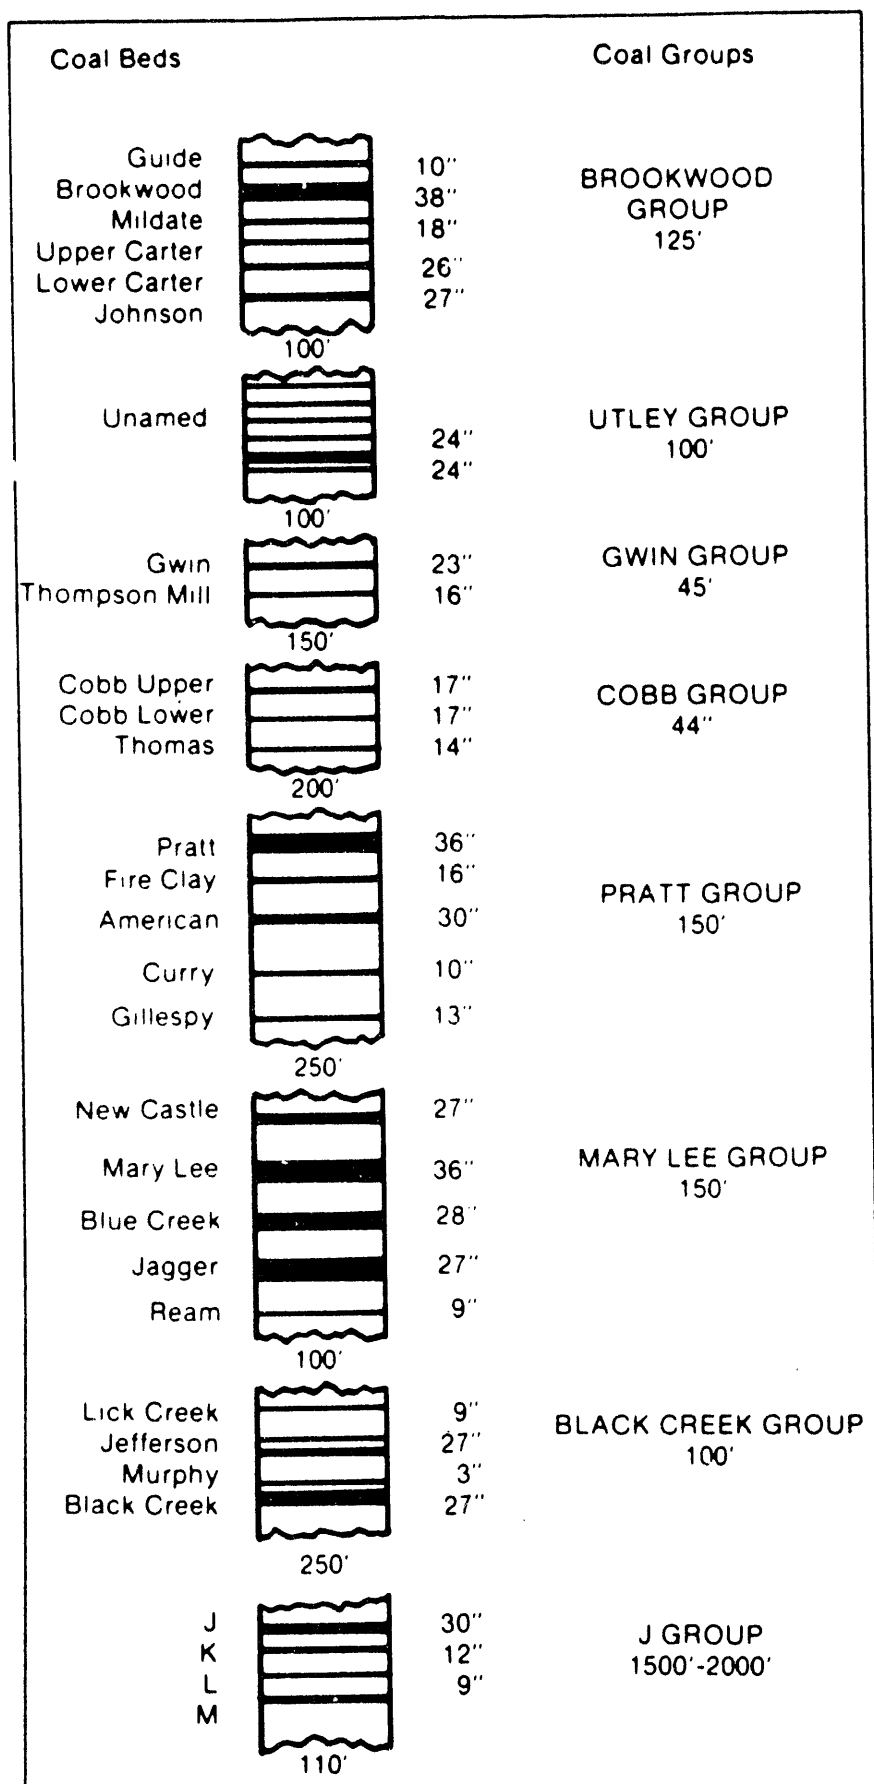 Coal Beds Coal Groups
Guide 10"
Brookwood 38"
Mildate 18"
Upper Carter
Lower Carter 26"
Johnson 27"
BROOKWOOD
GROUP
125'
100'
Unamed
24"
24"
UTLEY GROUP
100'
100'
Gwin 23"
Thompson Mill 16"
GWIN GROUP
45'
150'
Cobb Upper 17"
Cobb Lower 17"
Thomas 14"
COBB GROUP
44"
200'
Pratt 36"
Fire Clay 16"
American 30"
Curry 10"
Gillespy 13"
PRATT GROUP
150'
250'
New Castle 27"
Mary Lee 36"
Blue Creek 28"
Jagger 27"
Ream 9"
MARY LEE GROUP
150'
100'
Lick Creek 9"
Jefferson 27"
Murphy 3"
Black Creek 27"
BLACK CREEK GROUP
100'
250'
J 30"
K 12"
L 9"
M
J GROUP
1500'-2000'
110'